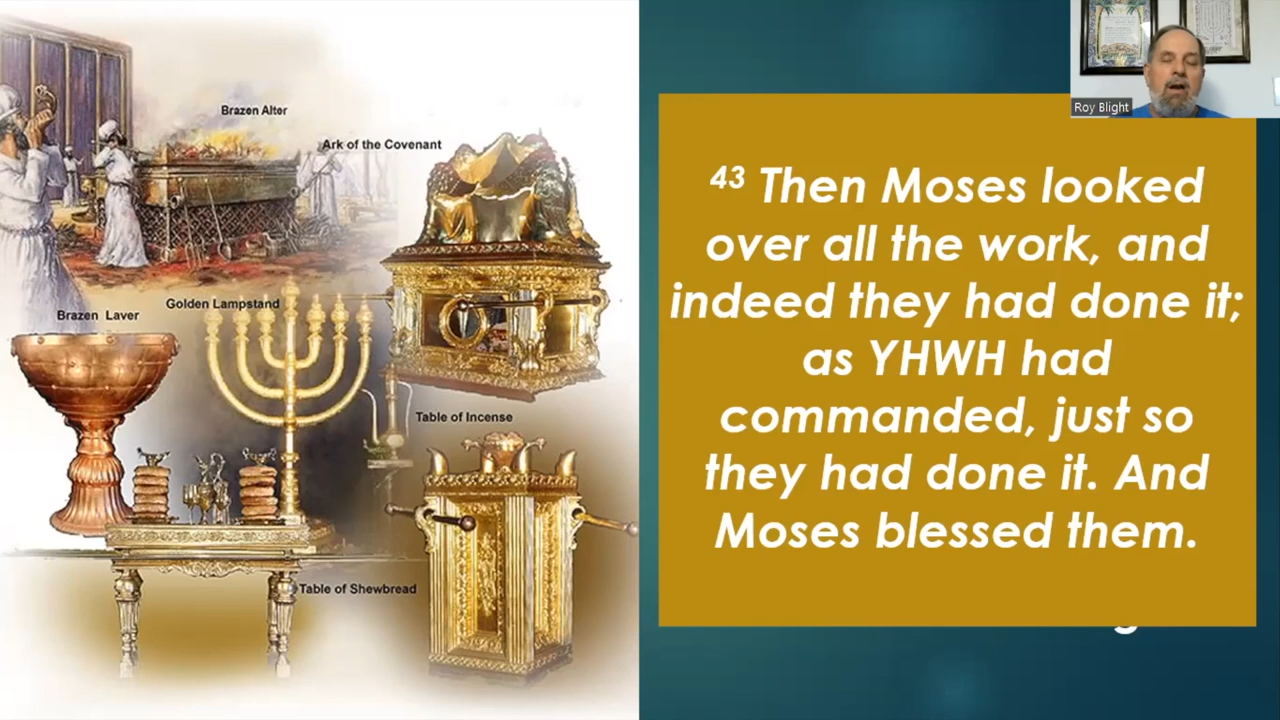 Brazen Alter
Ark of the Covenant
Golden Lampstand
Brazen Laver
Table of Incense
Table of Shewbread
Roy Blight
43 Then Moses looked
over all the work, and
indeed they had done it;
as YHWH had
commanded, just so
they had done it. And
Moses blessed them.